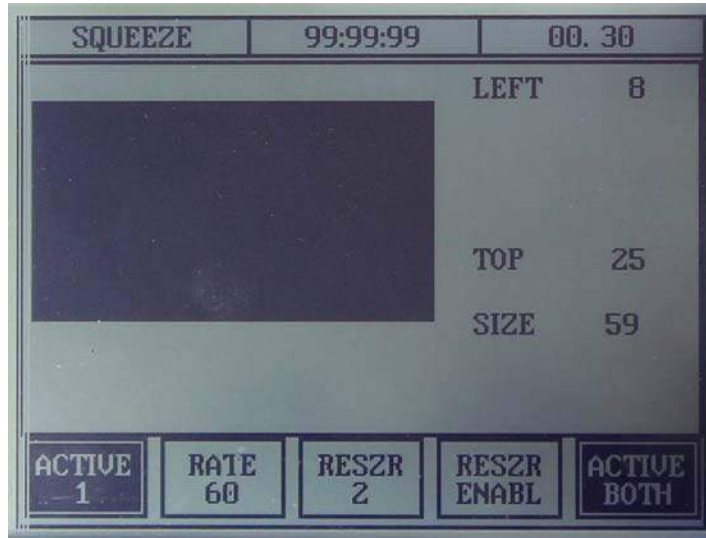 SQUEEZE 99:99:99 00. 30
LEFT 8
TOP 25
SIZE 59
ACTIVE 1
RATE 60
RESZR 2
RESZR ENABL
ACTIVE BOTH